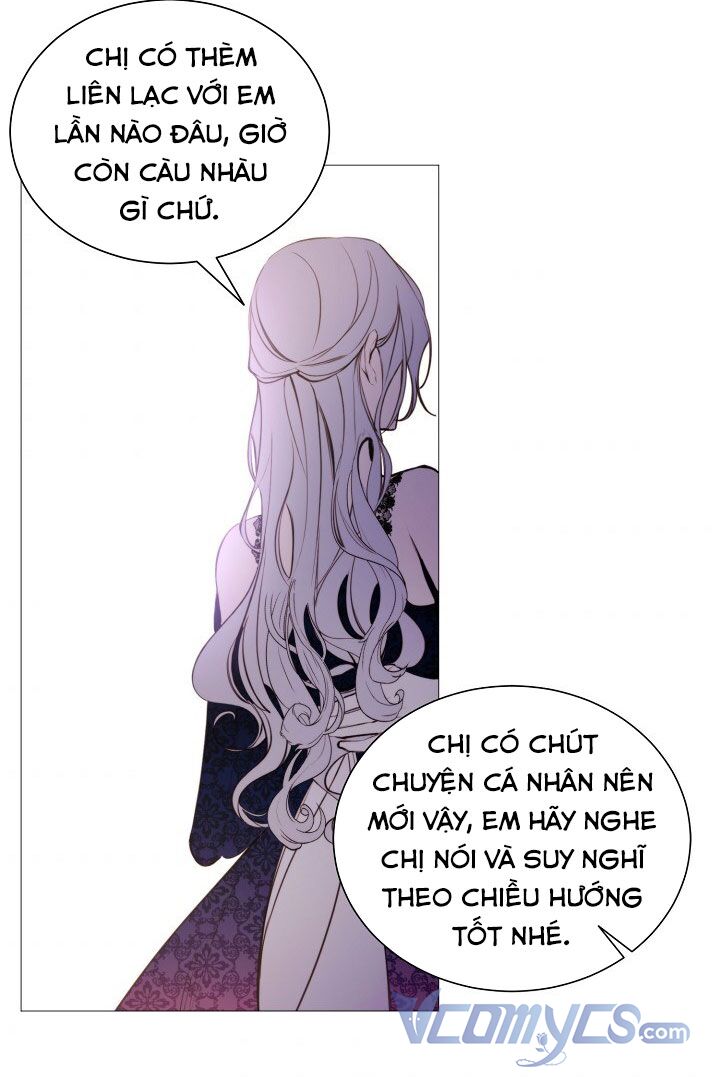 CHỊ CÓ THÈM
LIÊN LẠC VỚI EM
LẦN NÀO ĐÂU, GIỜ
CÒN CÀU NHÀU
GÌ CHỨ.
CHỊ CÓ CHÚT
CHUYỆN CÁ NHÂN NÊN
MỚI VẬY, EM HÃY NGHE
CHỊ NÓI VÀ SUY NGHĨ
THEO CHIỀU HƯỚNG
TỐT NHÉ.
VCOMYCS.com